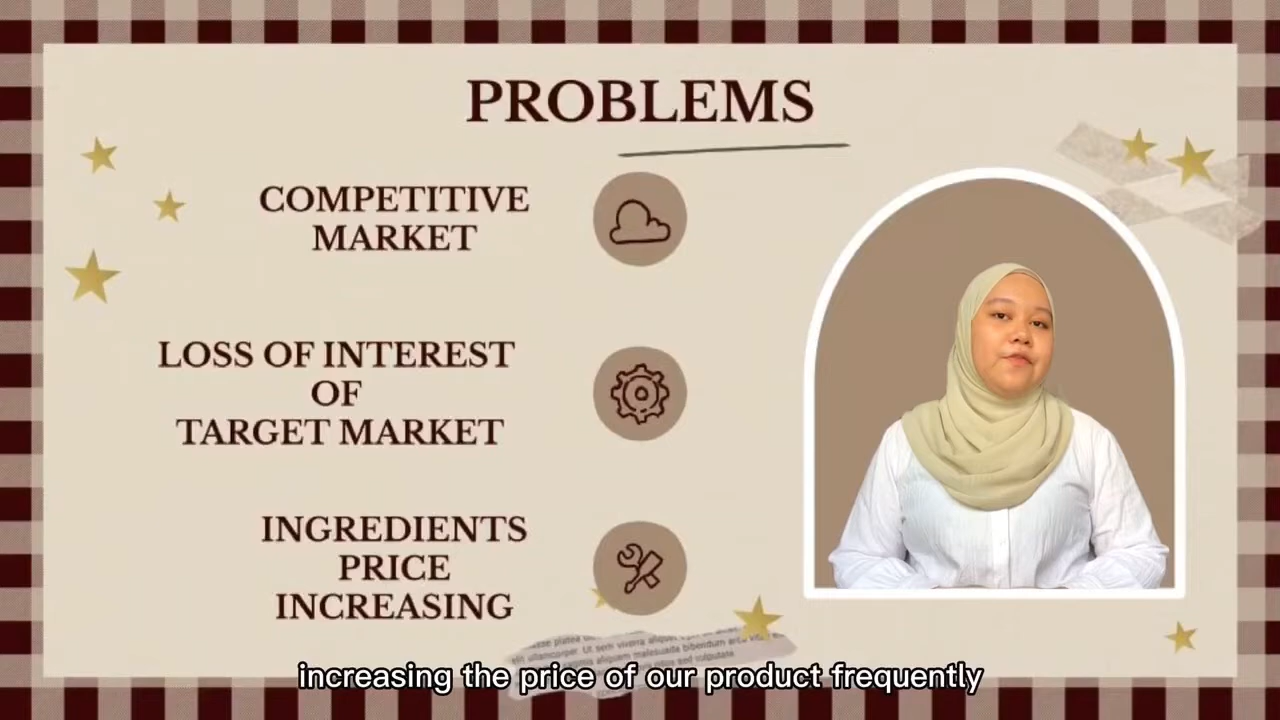 PROBLEMS
COMPETITIVE
MARKET
LOSS OF INTEREST
OF
TARGET MARKET
INGREDIENTS
PRICE
INCREASING
increasing the price of our product frequently